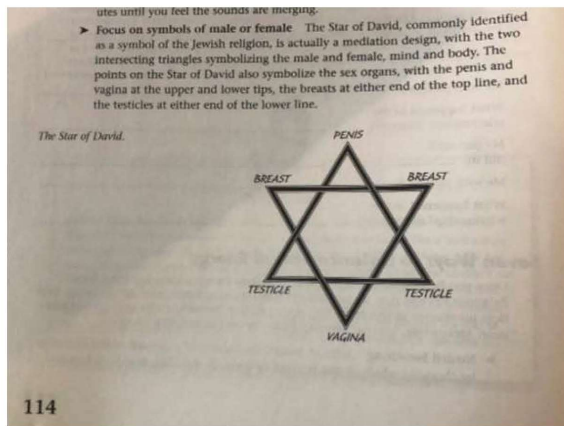 utes until you feel the sounds are merging.
➤ Focus on symbols of male or female The Star of David, commonly identified
as a symbol of the Jewish religion, is actually a mediation design, with the two
intersecting triangles symbolizing the male and female, mind and body. The
points on the Star of David also symbolize the sex organs, with the penis and
vagina at the upper and lower tips, the breasts at either end of the top line, and
the testicles at either end of the lower line.
The Star of David.
PENIS
BREAST
BREAST
TESTICLE
TESTICLE
VAGINA
114